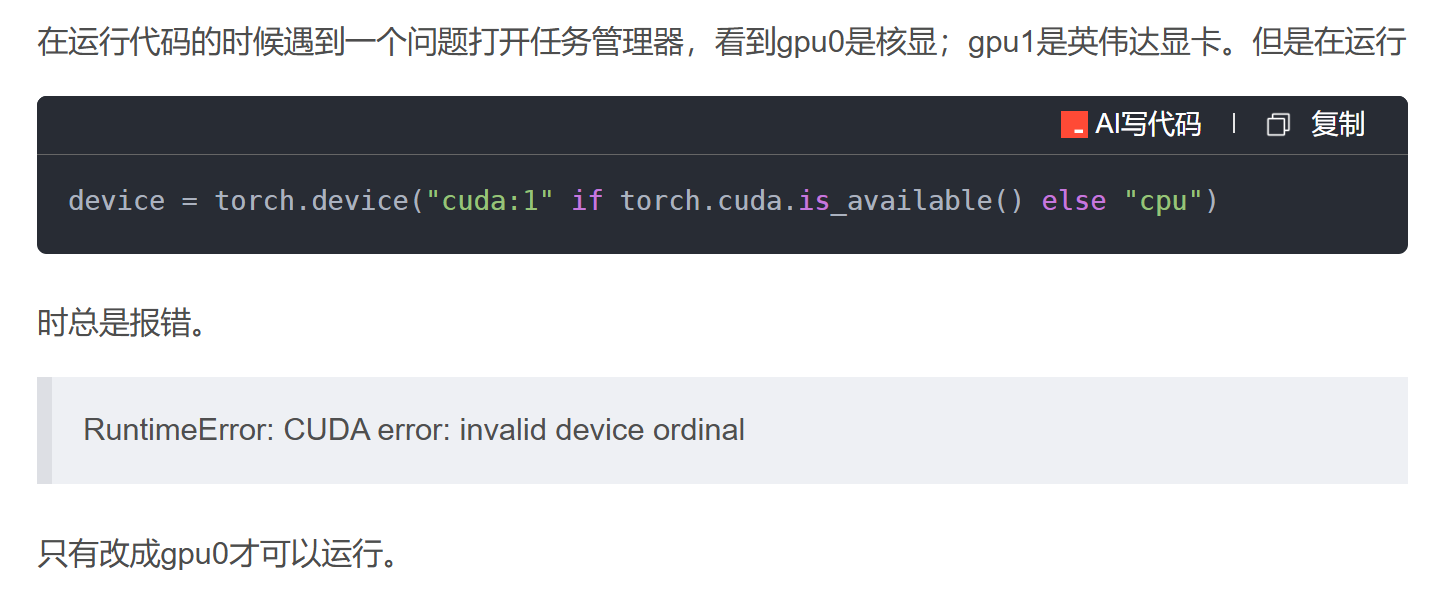 在运行代码的时候遇到一个问题打开任务管理器，看到gpu0是核显；gpu1是英伟达显卡。但是在运行
AI写代码 复制
device = torch.device("cuda:1" if torch.cuda.is_available() else "cpu")
时总是报错。
RuntimeError: CUDA error: invalid device ordinal
只有改成gpu0才可以运行。